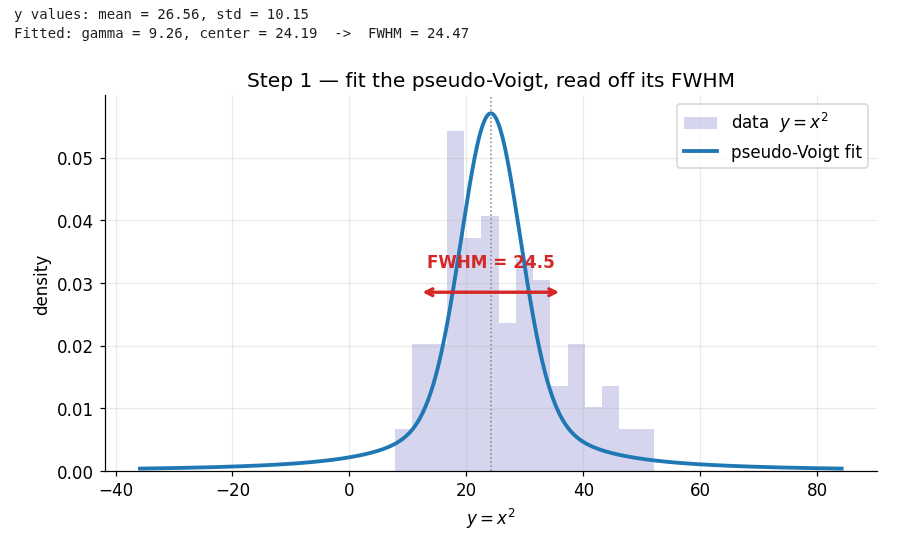 y values: mean = 26.56, std = 10.15
Fitted: gamma = 9.26, center = 24.19  ->  FWHM = 24.47
Step 1 — fit the pseudo-Voigt, read off its FWHM
data y = x²
pseudo-Voigt fit
FWHM = 24.5
density
0.05
0.04
0.03
0.02
0.01
0.00
−40
−20
0
20
40
60
80
y = x²